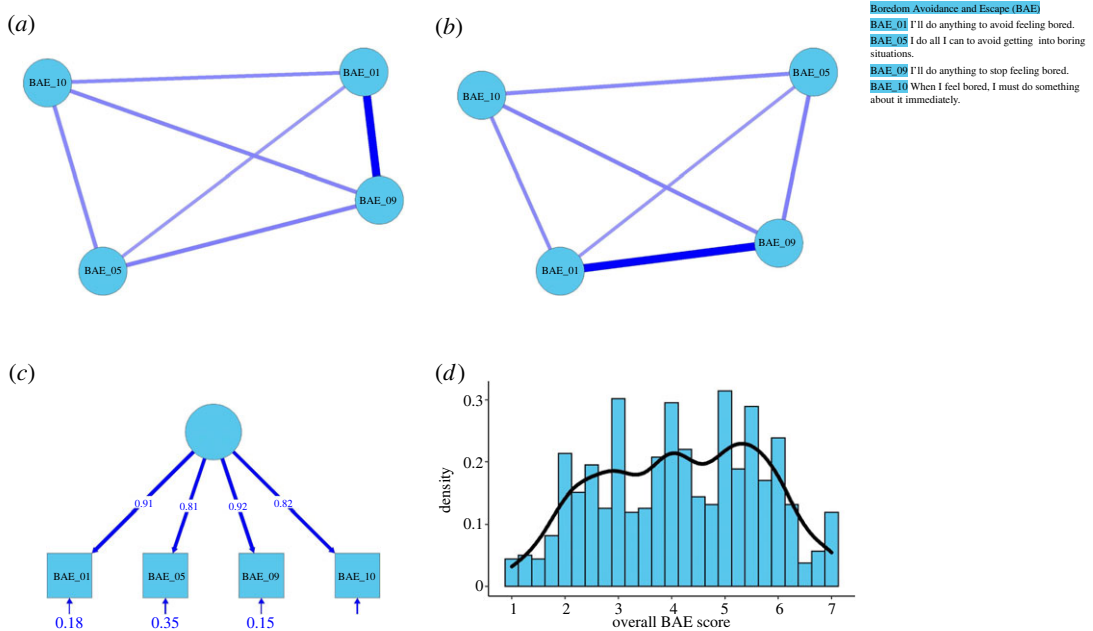 (a)
BAE_10
BAE_01
BAE_09
BAE_05
(b)
BAE_10
BAE_05
BAE_09
BAE_01
Boredom Avoidance and Escape (BAE)
BAE_01 I'll do anything to avoid feeling bored.
BAE_05 I do all I can to avoid getting into boring
situations.
BAE_09 I'll do anything to stop feeling bored.
BAE_10 When I feel bored, I must do something
about it immediately.
(c)
0.91
0.81
0.92
0.82
BAE_01
BAE_05
BAE_09
BAE_10
0.18
0.35
0.15
(d)
density
0.3
0.2
0.1
0
1 2 3 4 5 6 7
overall BAE score